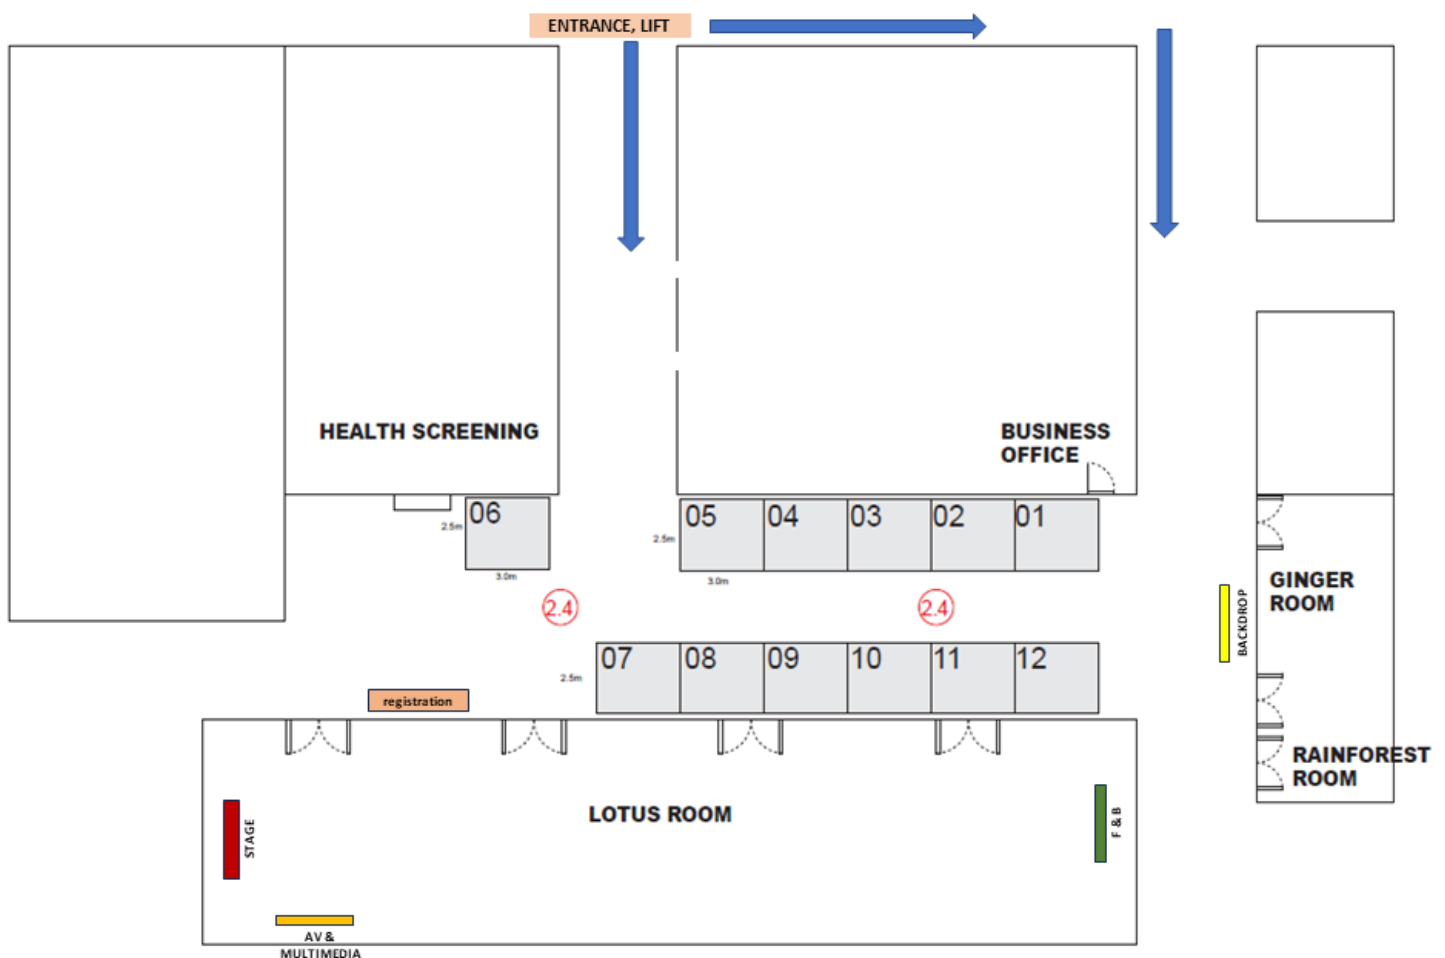 ENTRANCE, LIFT
HEALTH SCREENING
BUSINESS
OFFICE
06
2.5m
3.0m
05
04
03
02
01
2.5m
3.0m
2.4
2.4
GINGER
ROOM
BACKDROP
07
08
09
10
11
12
2.5m
registration
RAINFOREST
ROOM
LOTUS ROOM
STAGE
F & B
AV &
MULTIMEDIA